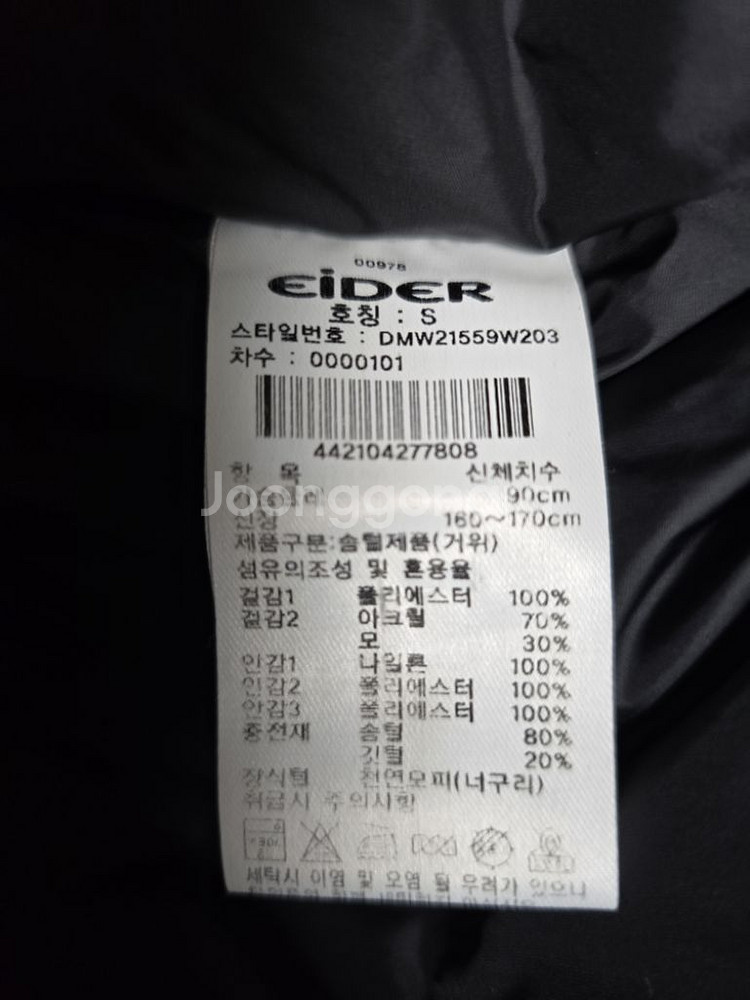 00978
EiDER
호칭 : S
스타일번호 : DMW21559W203
차수 : 0000101
442104277808
항 목 신체치수
90cm
신장 160~170cm
Joonggona
제품구분:솜털제품(거위)
섬유의조성 및 혼용율
겉감1 폴리에스터 100%
겉감2 아크릴 70%
모 30%
안감1 나일론 100%
안감2 폴리에스터 100%
안감3 폴리에스터 100%
충전재 솜털 80%
깃털 20%
장식털 천연모피(너구리)
취급시 주의사항
세탁시 이염 및 오염 될 우려가 있으니